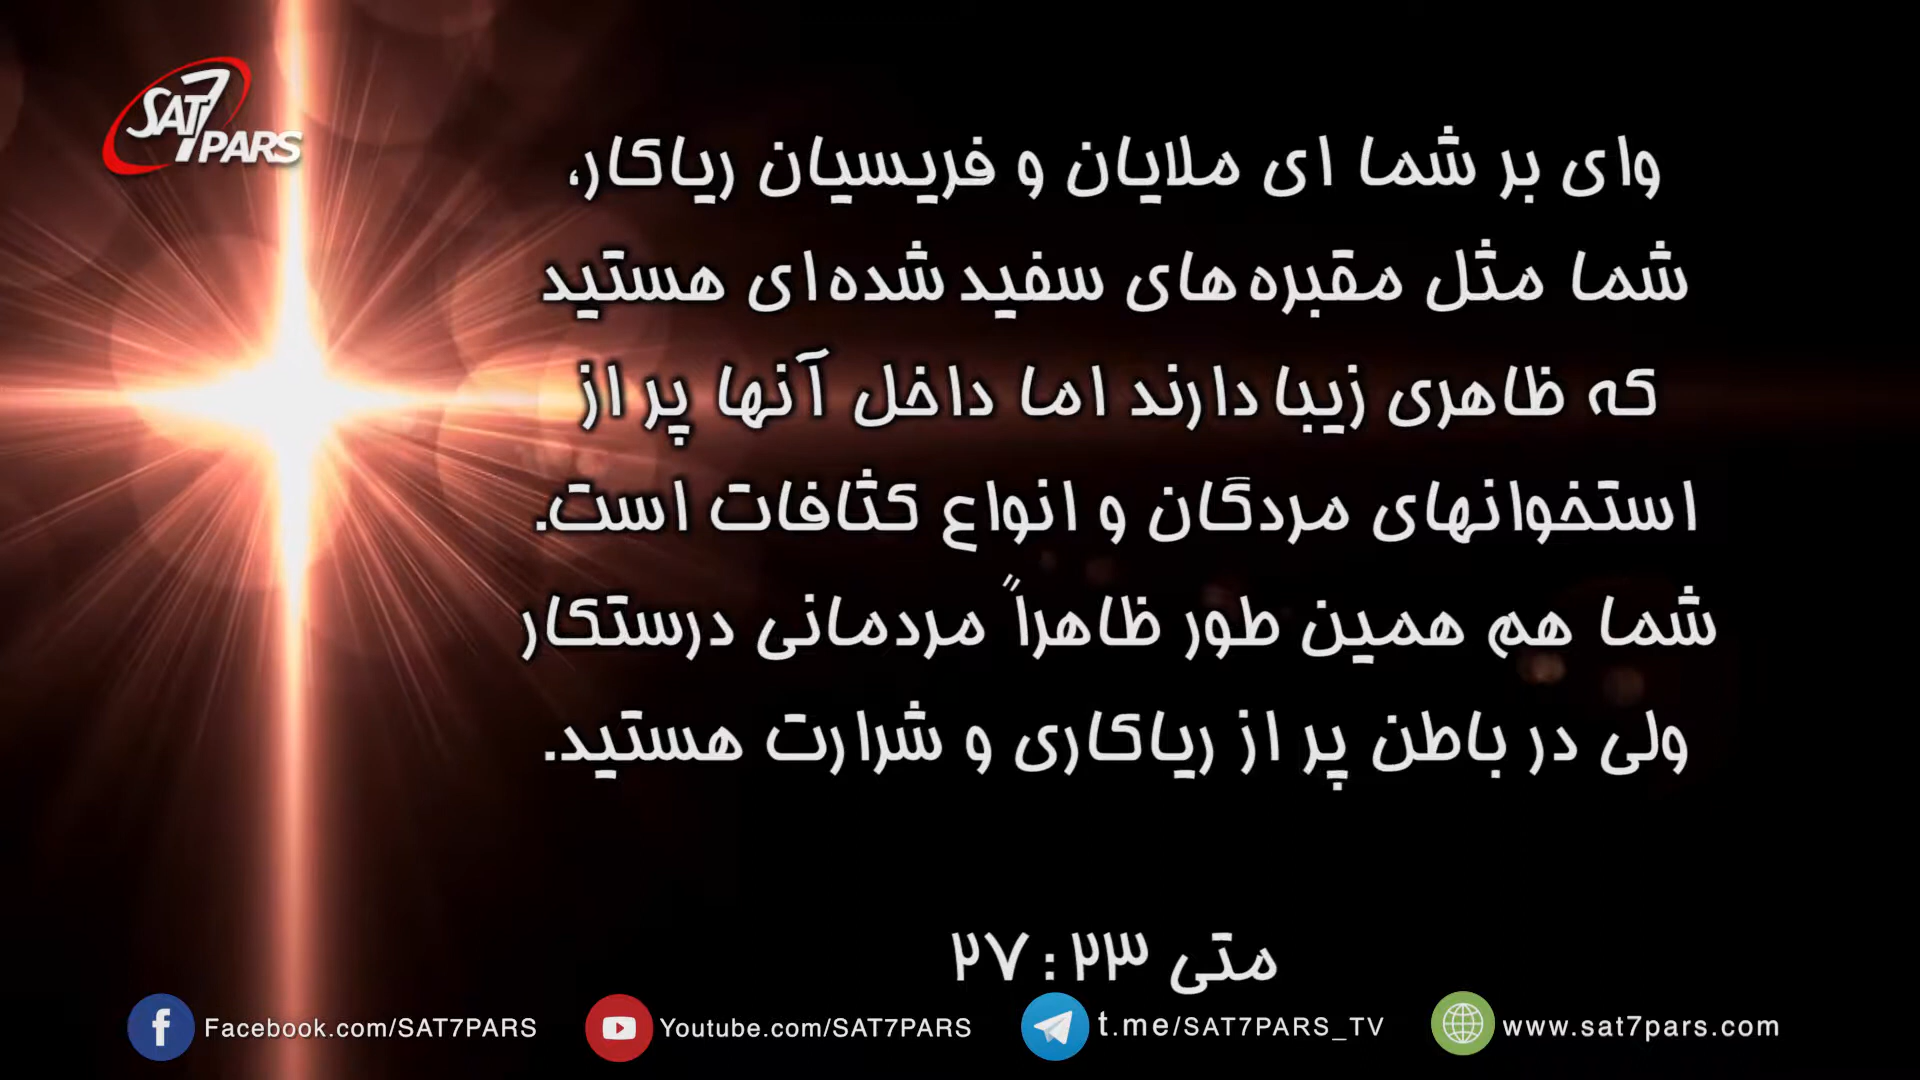 SAT7 PARS
وای بر شما ای ملایان و فریسیان ریاکار،
شما مثل مقبره های سفید شده ای هستید
که ظاهری زیبا دارند اما داخل آنها پر از
استخوانهای مردگان و انواع کثافات است.
شما هم همین طور ظاهراً مردمانی درستکار
ولی در باطن پر از ریاکاری و شرارت هستید.
متی ۲۳ : ۲۷
Facebook.com/SAT7PARS
Youtube.com/SAT7PARS
t.me/SAT7PARS_TV
www.sat7pars.com